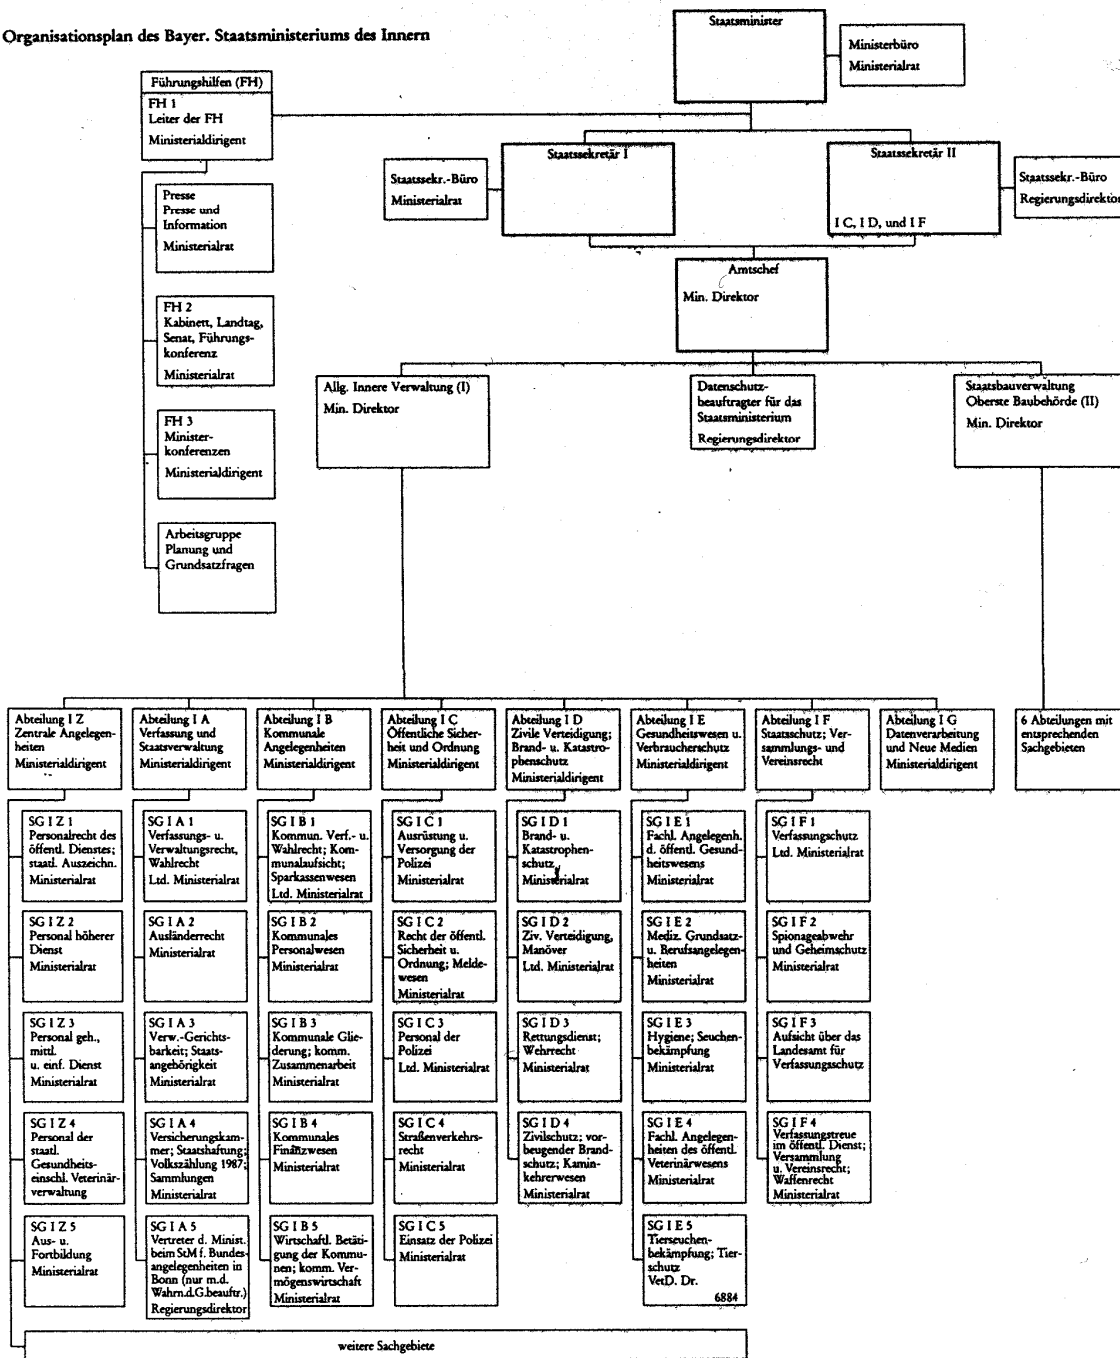 Organisationsplan des Bayer. Staatsministeriums des Innern
Staatsminister
Ministerbüro
Ministerialrat
Führungshilfen (FH)
FH 1
Leiter der FH
Ministerialdirigent
Staatssekr.-Büro
Ministerialrat
Staatssekretär I
Staatssekretär II
I C, I D, und I F
Staatssekr.-Büro
Regierungsdirektor
Presse
Presse und
Information
Ministerialrat
FH 2
Kabinett, Landtag,
Senat, Führungs-
konferenz
Ministerialrat
FH 3
Minister-
konferenzen
Ministerialdirigent
Arbeitsgruppe
Planung und
Grundsatzfragen
Amtschef
Min. Direktor
Allg. Innere Verwaltung (I)
Min. Direktor
Datenschutz-
beauftragter für das
Staatsministerium
Regierungsdirektor
Staatsbauverwaltung
Oberste Baubehörde (II)
Min. Direktor
Abteilung I Z
Zentrale Angelegen-
heiten
Ministerialdirigent
Abteilung I A
Verfassung und
Staatsverwaltung
Ministerialdirigent
Abteilung I B
Kommunale
Angelegenheiten
Ministerialdirigent
Abteilung I C
Öffentliche Sicher-
heit und Ordnung
Ministerialdirigent
Abteilung I D
Zivile Verteidigung;
Brand- u. Katastro-
phenschutz
Ministerialdirigent
Abteilung I E
Gesundheitswesen u.
Verbraucherschutz
Ministerialdirigent
Abteilung I F
Staatsschutz; Ver-
sammlungs- und
Vereinsrecht
Abteilung I G
Datenverarbeitung
und Neue Medien
Ministerialdirigent
6 Abteilungen mit
entsprechenden
Sachgebieten
SG I Z 1
Personalrecht des
öffentl. Dienstes;
staatl. Auszeichn.
Ministerialrat
SG I A 1
Verfassungs- u.
Verwaltungsrecht,
Wahlrecht
Ltd. Ministerialrat
SG I B 1
Kommun. Verf.- u.
Wahlrecht; Kom-
munalaufsicht;
Sparkassenwesen
Ltd. Ministerialrat
SG I C 1
Ausrüstung u.
Versorgung der
Polizei
Ministerialrat
SG I D 1
Brand- u.
Katastrophen-
schutz
Ministerialrat
SG I E 1
Fachl. Angelegenh.
d. öffentl. Gesund-
heitswesens
Ministerialrat
SG I F 1
Verfassungschutz
Ltd. Ministerialrat
SG I Z 2
Personal höherer
Dienst
Ministerialrat
SG I A 2
Ausländerrecht
Ministerialrat
SG I B 2
Kommunales
Personalwesen
Ministerialrat
SG I C 2
Recht der öffentl.
Sicherheit u.
Ordnung; Melde-
wesen
Ministerialrat
SG I D 2
Ziv. Verteidigung,
Manöver
Ltd. Ministerialrat
SG I E 2
Mediz. Grundsatz-
u. Berufsangelegen-
heiten
Ministerialrat
SG I F 2
Spionageabwehr
und Geheimschutz
Ministerialrat
SG I Z 3
Personal geh.,
mittl.
u. einf. Dienst
Ministerialrat
SG I A 3
Verw.-Gerichts-
barkeit; Staats-
angehörigkeit
Ministerialrat
SG I B 3
Kommunale Glie-
derung; komm.
Zusammenarbeit
Ministerialrat
SG I C 3
Personal der
Polizei
Ltd. Ministerialrat
SG I D 3
Rettungsdienst;
Wehrrecht
Ministerialrat
SG I E 3
Hygiene; Seuchen-
bekämpfung
Ministerialrat
SG I F 3
Aufsicht über das
Landesamt für
Verfassungsschutz
SG I Z 4
Personal der
staatl.
Gesundheits-
einschl. Veterinär-
verwaltung
SG I A 4
Versicherungskam-
mer; Staatshaftung;
Volkszählung 1987;
Sammlungen
Ministerialrat
SG I B 4
Kommunales
Finanzwesen
Ministerialrat
SG I C 4
Straßenverkehrs-
recht
Ministerialrat
SG I D 4
Zivilschutz; vor-
beugender Brand-
schutz; Kamin-
kehrerwesen
Ministerialrat
SG I E 4
Fachl. Angelegen-
heiten des öffentl.
Veterinärwesens
Ministerialrat
SG I F 4
Verfassungstreue
im öffentl. Dienst;
Versammlung
u. Vereinsrecht;
Waffenrecht
Ministerialrat
SG I Z 5
Aus- u.
Fortbildung
Ministerialrat
SG I A 5
Vertreter d. Minist.
beim StM f. Bundes-
angelegenheiten in
Bonn (nur m.d.
Wahrn.d.G.beauftr.)
Regierungsdirektor
SG I B 5
Wirtschaftl. Betäti-
gung der Kommu-
nen; komm. Ver-
mögenswirtschaft
Ministerialrat
SG I C 5
Einsatz der Polizei
Ministerialrat
SG I E 5
Tierseuchen-
bekämpfung; Tier-
schutz
VetD. Dr.
6884
weitere Sachgebiete